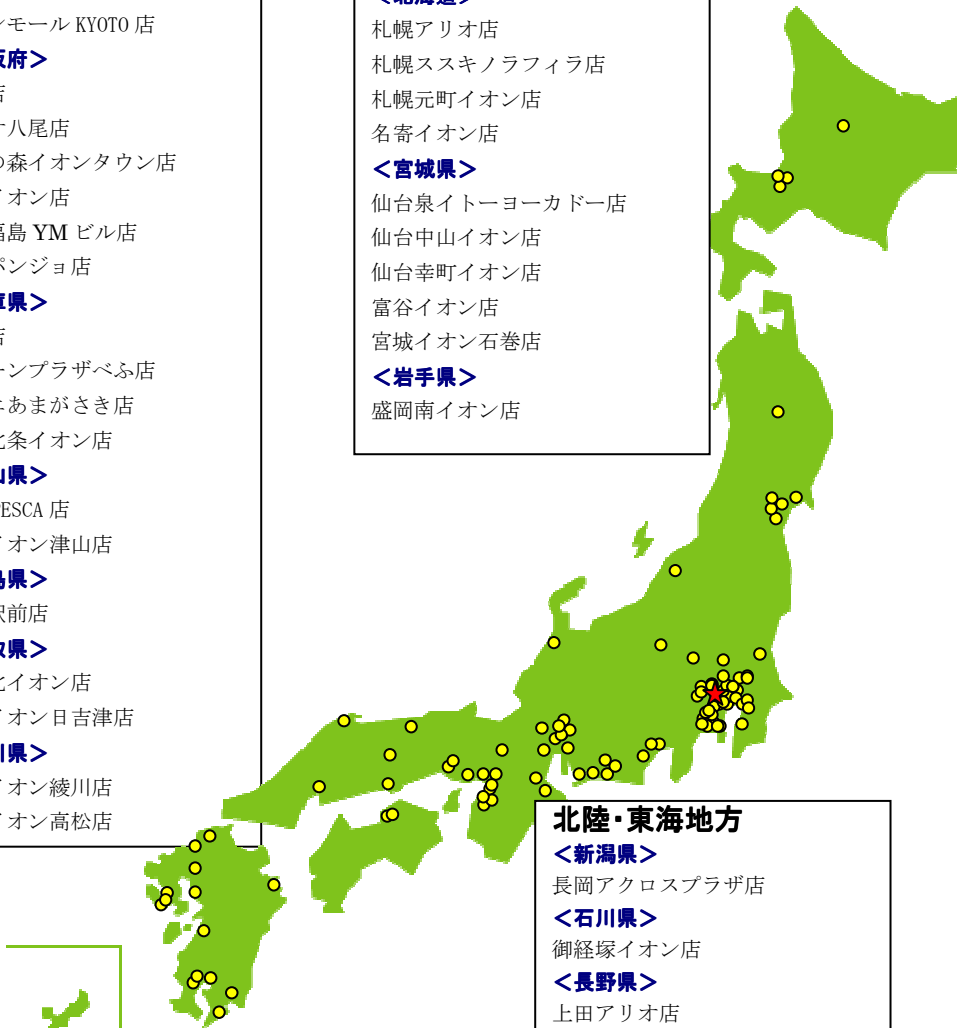 ンモール KYOTO 店
府＞
店
八尾店
の森イオンタウン店
オン店
福島 YM ビル店
パンジョ店
県＞
店
ーンプラザべふ店
あまがさき店
北条イオン店
山県＞
ESCA 店
イオン津山店
県＞
駅前店
県＞
北イオン店
イオン日吉津店
川県＞
イオン綾川店
イオン高松店
札幌アリオ店
札幌ススキノラフィラ店
札幌元町イオン店
名寄イオン店
＜宮城県＞
仙台泉イトーヨーカドー店
仙台中山イオン店
仙台幸町イオン店
富谷イオン店
宮城イオン石巻店
＜岩手県＞
盛岡南イオン店
北陸・東海地方
＜新潟県＞
長岡アクロスプラザ店
＜石川県＞
御経塚イオン店
＜長野県＞
上田アリオ店